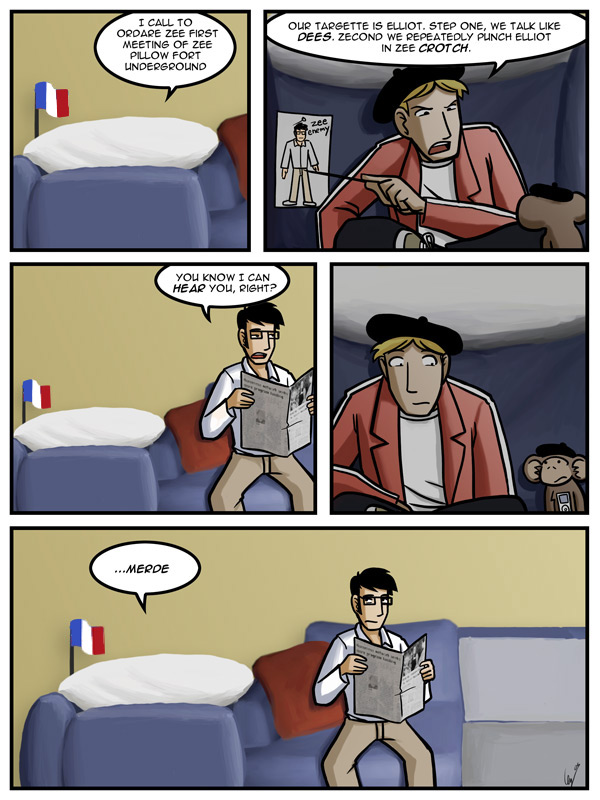 I CALL TO
ORDARE ZEE FIRST
MEETING OF ZEE
PILLOW FORT
UNDERGROUND
OUR TARGETTE IS ELLIOT. STEP ONE, WE TALK LIKE
DEES. ZECOND WE REPEATEDLY PUNCH ELLIOT
IN ZEE CROTCH.
zee
enemy
YOU KNOW I CAN
HEAR YOU, RIGHT?
...MERDE